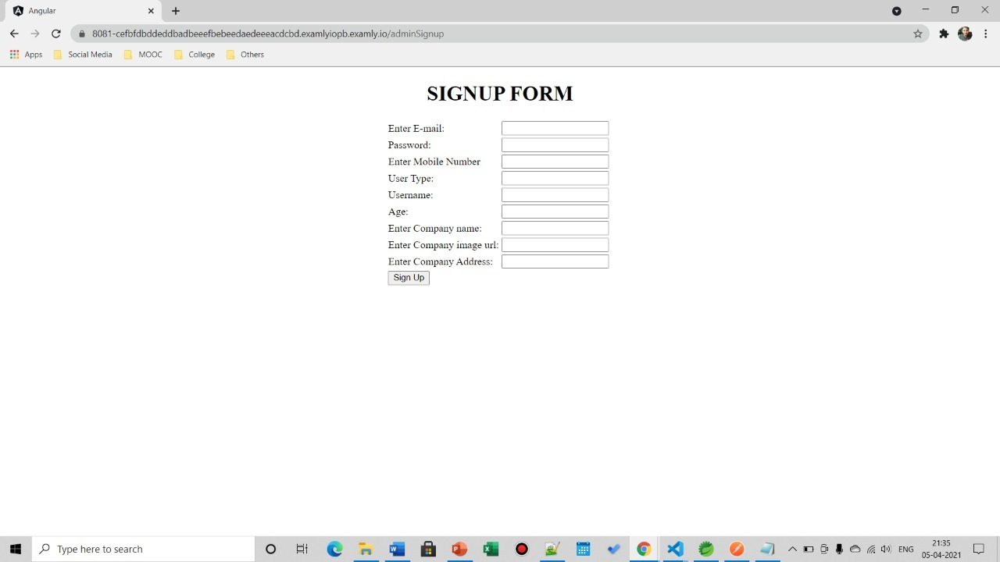 Angular
8081-cefbfdbddeddbadbeeefbebeedaedeeeacdcbd.examlyiopb.examly.io/adminSignup
Apps Social Media MOOC College Others
SIGNUP FORM
Enter E-mail:
Password:
Enter Mobile Number
User Type:
Username:
Age:
Enter Company name:
Enter Company image url:
Enter Company Address:
Sign Up
Type here to search
ENG
21:35
05-04-2021